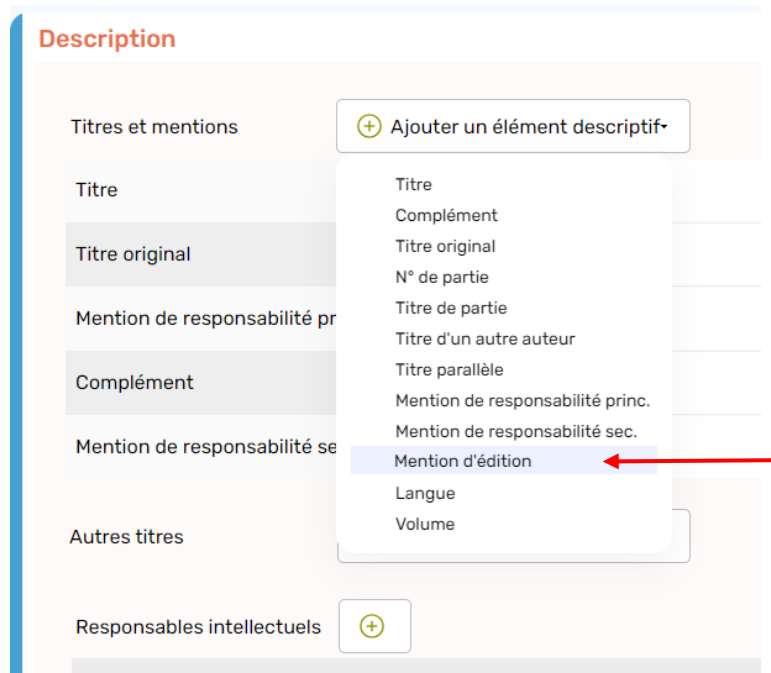 Description
Titres et mentions
Ajouter un élément descriptif
Titre
Titre original
Mention de responsabilité pr
Complément
Mention de responsabilité se
Titre
Complément
Titre original
N° de partie
Titre de partie
Titre d'un autre auteur
Titre parallèle
Mention de responsabilité princ.
Mention de responsabilité sec.
Mention d'édition
Langue
Volume
Autres titres
Responsables intellectuels